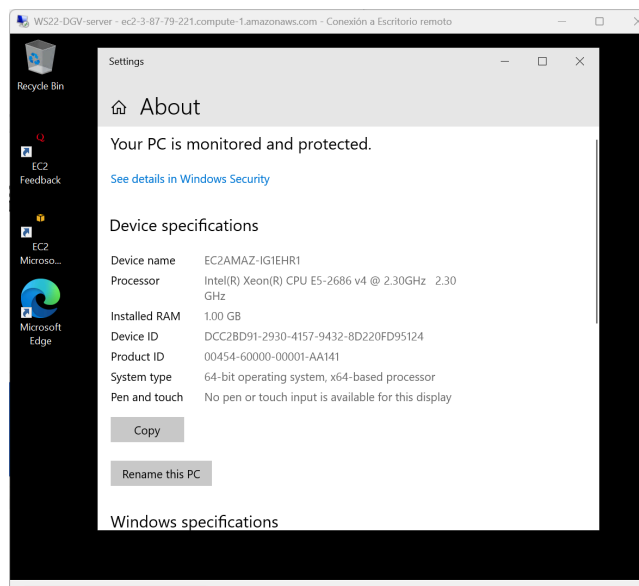 WS22-DGV-server - ec2-3-87-79-221.compute-1.amazonaws.com - Conexión a Escritorio remoto
Recycle Bin
EC2
Feedback
EC2
Microso...
Microsoft
Edge
Settings
About
Your PC is monitored and protected.
See details in Windows Security
Device specifications
Device name EC2AMAZ-IG1EHR1
Processor Intel(R) Xeon(R) CPU E5-2686 v4 @ 2.30GHz 2.30
GHz
Installed RAM 1.00 GB
Device ID DCC2BD91-2930-4157-9432-8D220FD95124
Product ID 00454-60000-00001-AA141
System type 64-bit operating system, x64-based processor
Pen and touch No pen or touch input is available for this display
Copy
Rename this PC
Windows specifications